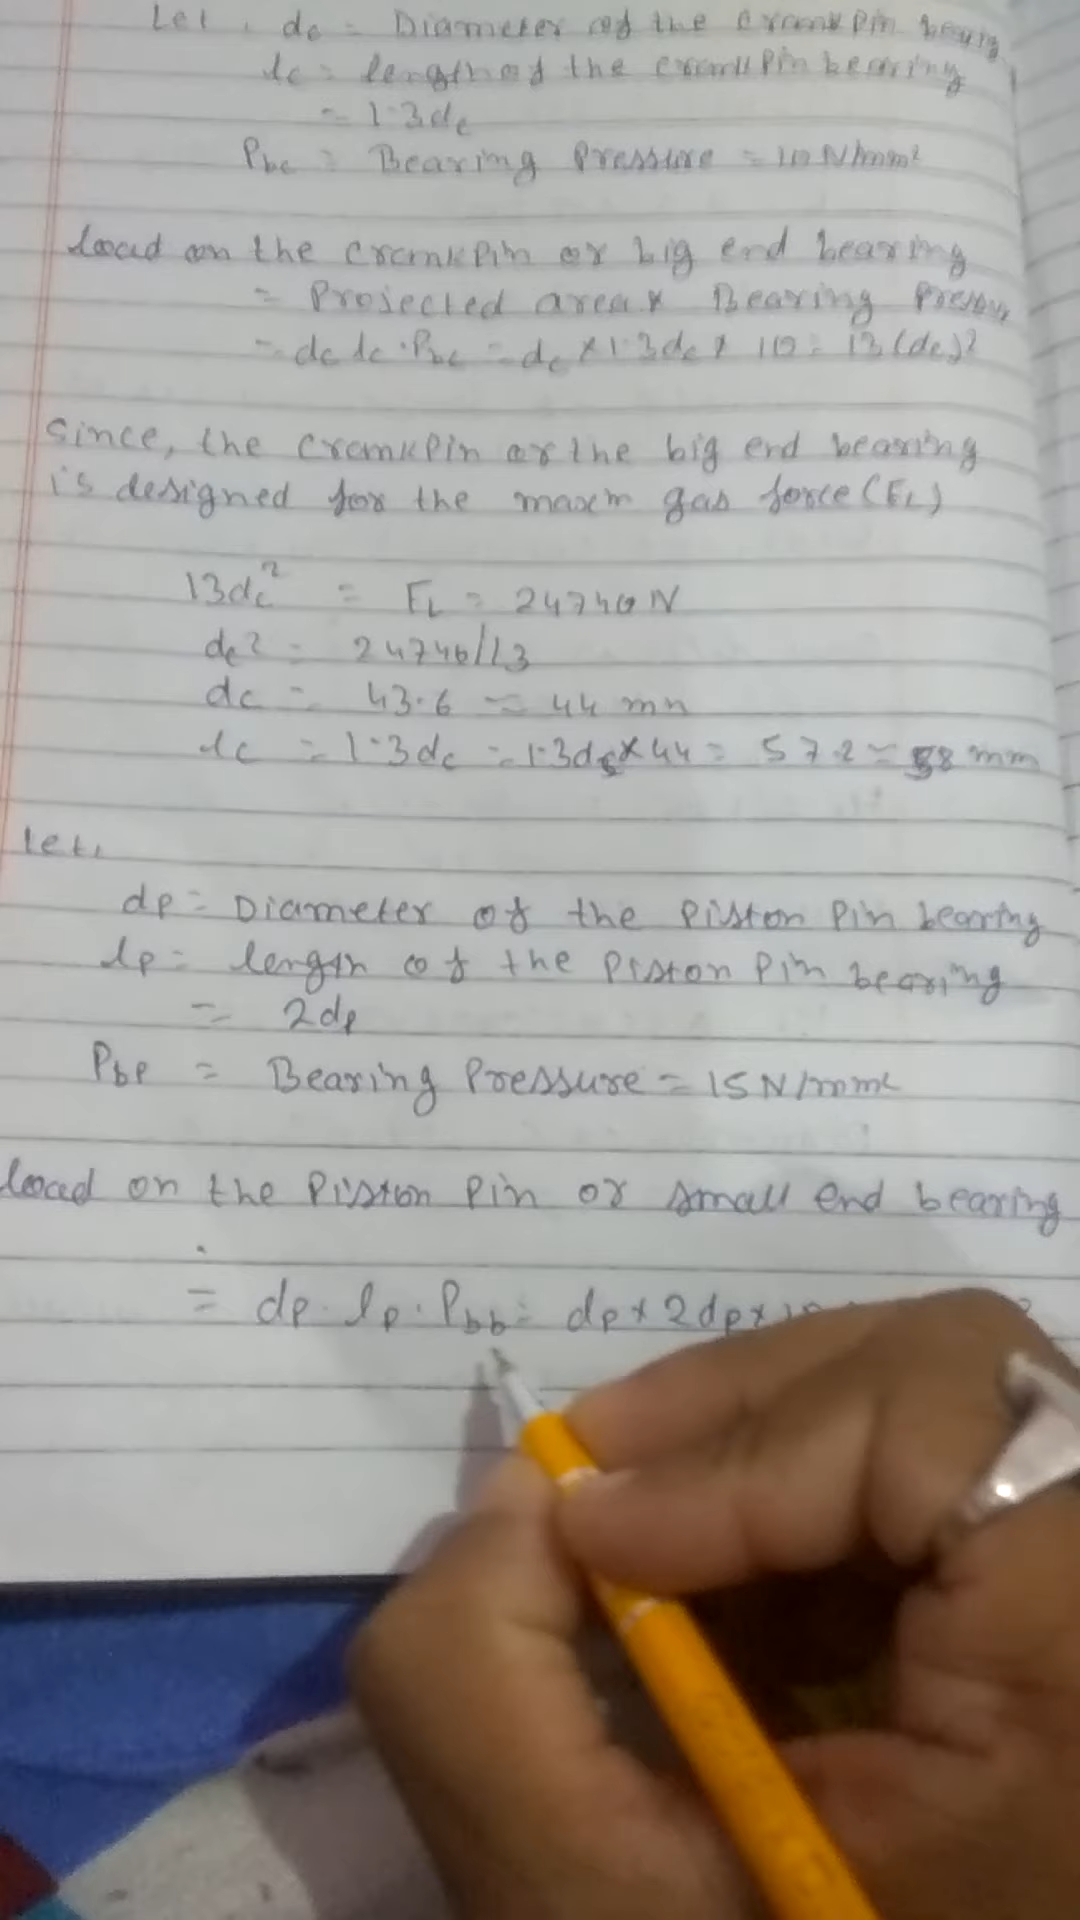 Let, dc = Diameter of the crankpin bearing
lc = length of the crankpin bearing
= 1.3dc
Pbc = Bearing Pressure = 10 N/mm²
load on the crankpin or big end bearing
= Projected area x Bearing Pressure
= dc lc . Pbc = dc x 1.3dc x 10 = 13 (dc)²
Since, the crankpin or the big end bearing
is designed for the maxm gas force (FL)
13dc² = FL = 24740 N
dc² = 24740/13
dc = 43.6 ≈ 44 mm
lc = 1.3dc = 1.3dc x 44 = 57.2 ≈ 58 mm
Let,
dp = Diameter of the Piston Pin bearing
lp = length of the Piston Pin bearing
= 2dp
Pbp = Bearing Pressure = 15 N/mm²
load on the Piston Pin or small end bearing
= dp . lp . Pbb = dp x 2dp x